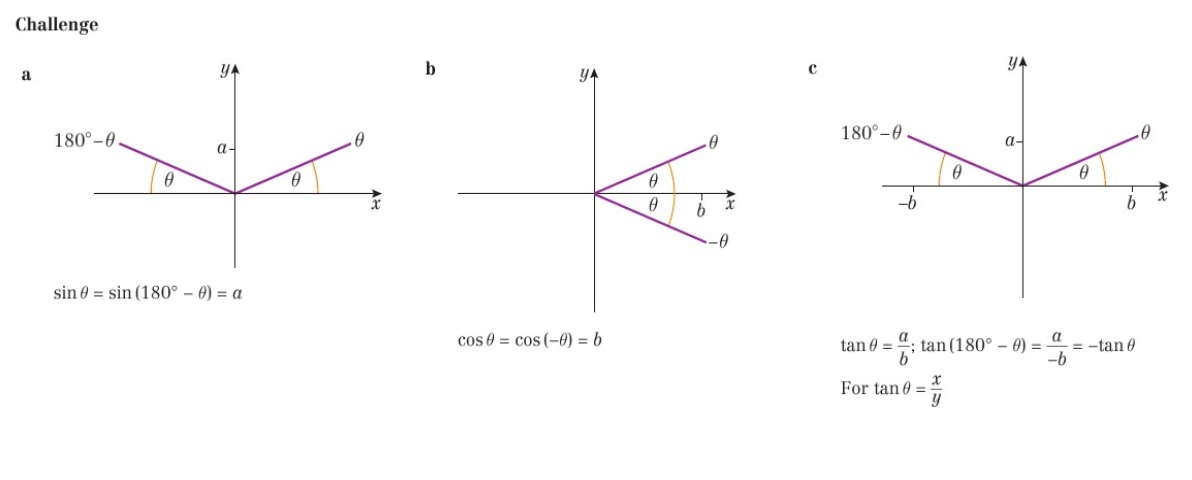 Challenge
a
y
180°–θ
a
θ
θ
θ
x
sin θ = sin (180° – θ) = a
b
y
θ
θ
θ
b
x
–θ
cos θ = cos (–θ) = b
c
y
180°–θ
a
θ
θ
θ
–b
b
x
tan θ = a/b; tan (180° – θ) = a/–b = –tan θ
For tan θ = x/y